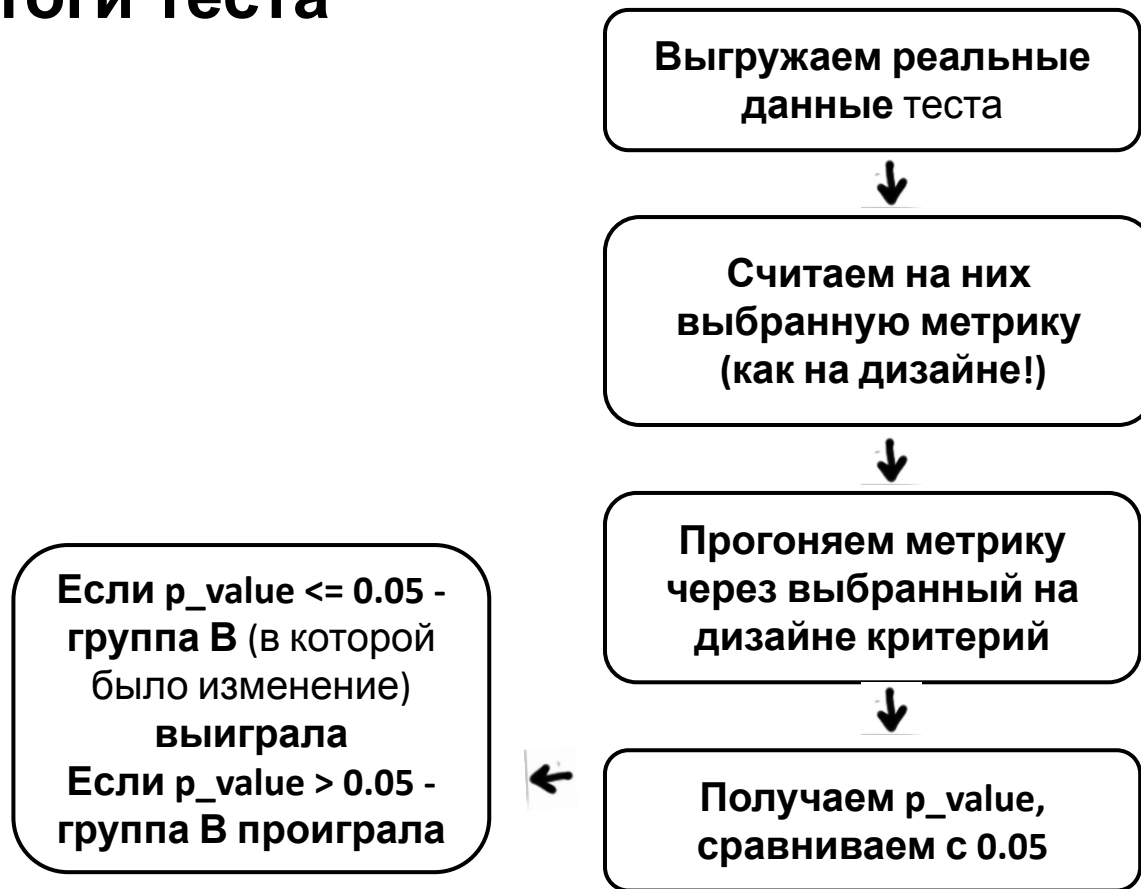 тоги теста
Выгружаем реальные
данные теста
Считаем на них
выбранную метрику
(как на дизайне!)
Прогоняем метрику
через выбранный на
дизайне критерий
Получаем p_value,
сравниваем с 0.05
Если p_value <= 0.05 -
группа В (в которой
было изменение)
выиграла
Если p_value > 0.05 -
группа В проиграла